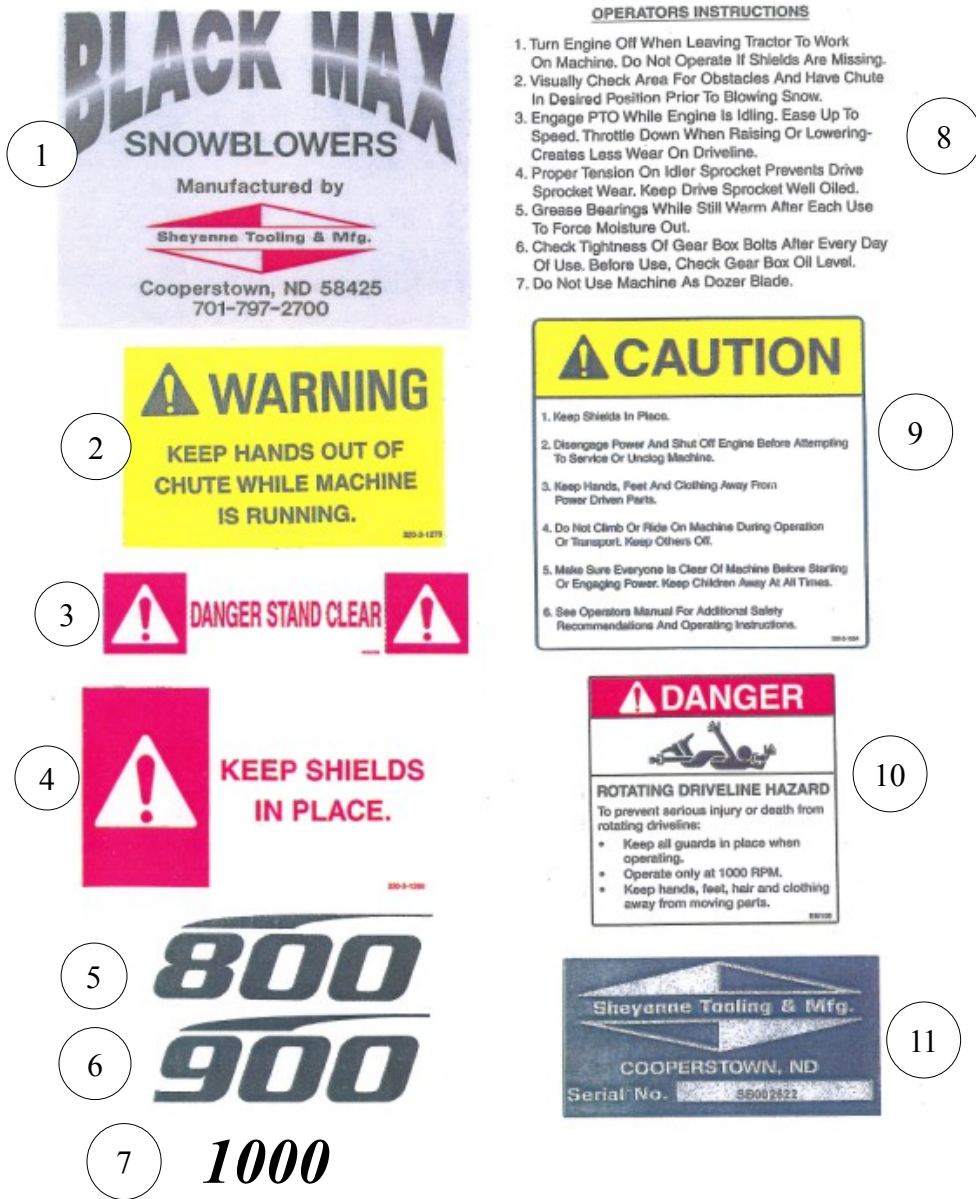 BLACK MAX
SNOWBLOWERS
Manufactured by
Sheyenne Tooling & Mfg.
Cooperstown, ND 58425
701-797-2700
1
WARNING
KEEP HANDS OUT OF
CHUTE WHILE MACHINE
IS RUNNING.
2
DANGER STAND CLEAR
3
KEEP SHIELDS
IN PLACE.
4
800
5
900
6
1000
7
OPERATORS INSTRUCTIONS
1. Turn Engine Off When Leaving Tractor To Work
On Machine. Do Not Operate If Shields Are Missing.
2. Visually Check Area For Obstacles And Have Chute
In Desired Position Prior To Blowing Snow.
3. Engage PTO While Engine Is Idling. Ease Up To
Speed. Throttle Down When Raising Or Lowering-
Creates Less Wear On Driveline.
4. Proper Tension On Idler Sprocket Prevents Drive
Sprocket Wear. Keep Drive Sprocket Well Oiled.
5. Grease Bearings While Still Warm After Each Use
To Force Moisture Out.
6. Check Tightness Of Gear Box Bolts After Every Day
Of Use. Before Use, Check Gear Box Oil Level.
7. Do Not Use Machine As Dozer Blade.
8
CAUTION
1. Keep Shields In Place.
2. Disengage Power And Shut Off Engine Before Attempting
To Service Or Unclog Machine.
3. Keep Hands, Feet And Clothing Away From
Power Driven Parts.
4. Do Not Climb Or Ride On Machine During Operation
Or Transport. Keep Others Off.
5. Make Sure Everyone Is Clear Of Machine Before Starting
Or Engaging Power. Keep Children Away At All Times.
6. See Operators Manual For Additional Safety
Recommendations And Operating Instructions.
9
DANGER
ROTATING DRIVELINE HAZARD
To prevent serious injury or death from
rotating driveline:
• Keep all guards in place when
operating.
• Operate only at 1000 RPM.
• Keep hands, feet, hair and clothing
away from moving parts.
10
Sheyenne Tooling & Mfg.
COOPERSTOWN, ND
Serial No. SB002622
11